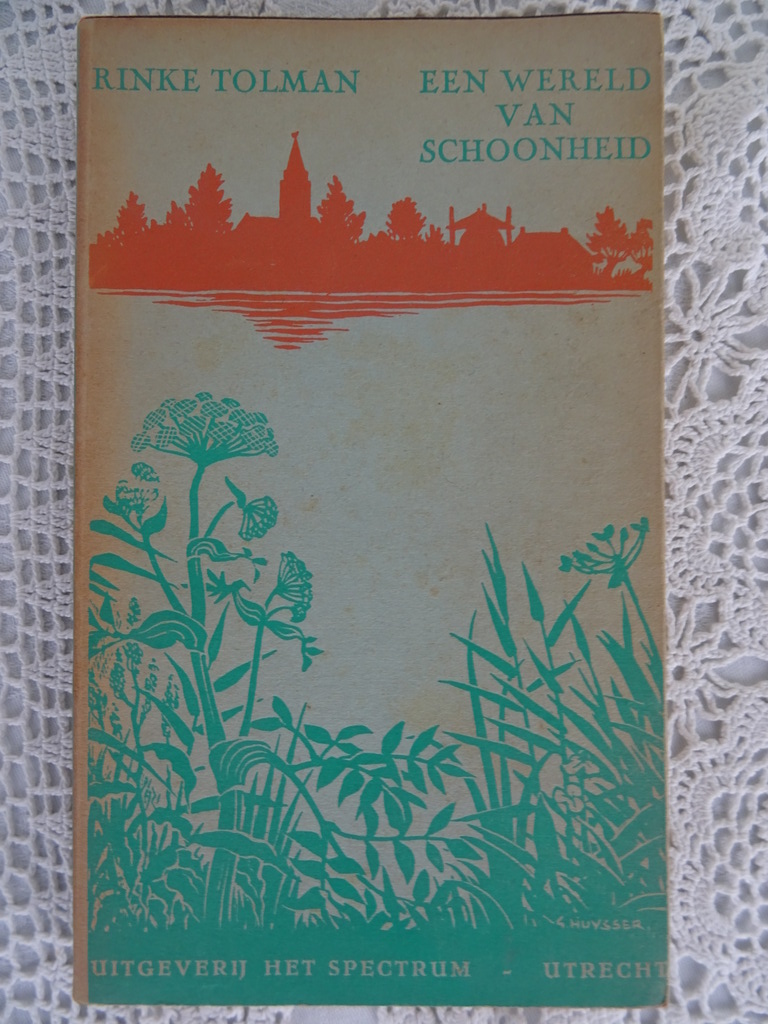 RINKE TOLMAN
EEN WERELD
VAN
SCHOONHEID
G. HUYSSER.
UITGEVERIJ HET SPECTRUM - UTRECHT